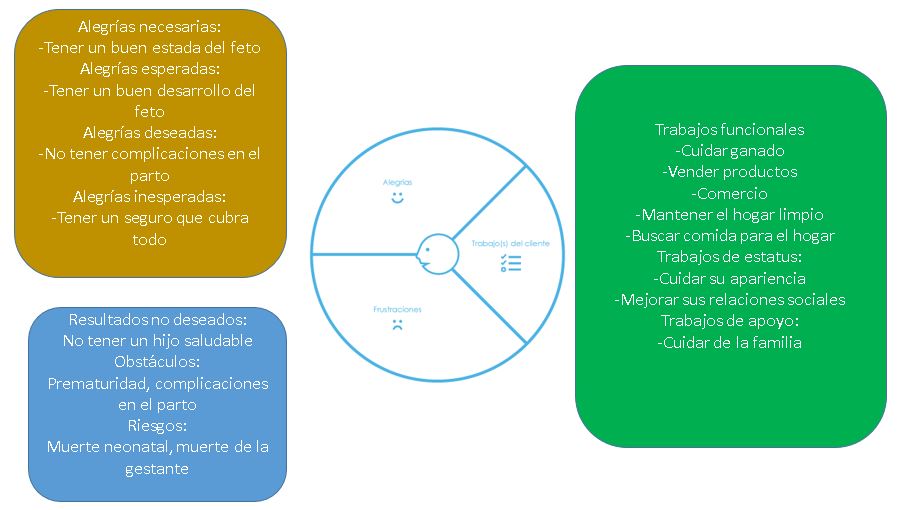 Alegrías necesarias:
-Tener un buen estada del feto
Alegrías esperadas:
-Tener un buen desarrollo del
feto
Alegrías deseadas:
-No tener complicaciones en el
parto
Alegrías inesperadas:
-Tener un seguro que cubra
todo
Resultados no deseados:
No tener un hijo saludable
Obstáculos:
Prematuridad, complicaciones
en el parto
Riesgos:
Muerte neonatal, muerte de la
gestante
Alegrías
Trabajo(s) del cliente
Frustraciones
Trabajos funcionales
-Cuidar ganado
-Vender productos
-Comercio
-Mantener el hogar limpio
-Buscar comida para el hogar
Trabajos de estatus:
-Cuidar su apariencia
-Mejorar sus relaciones sociales
Trabajos de apoyo:
-Cuidar de la familia